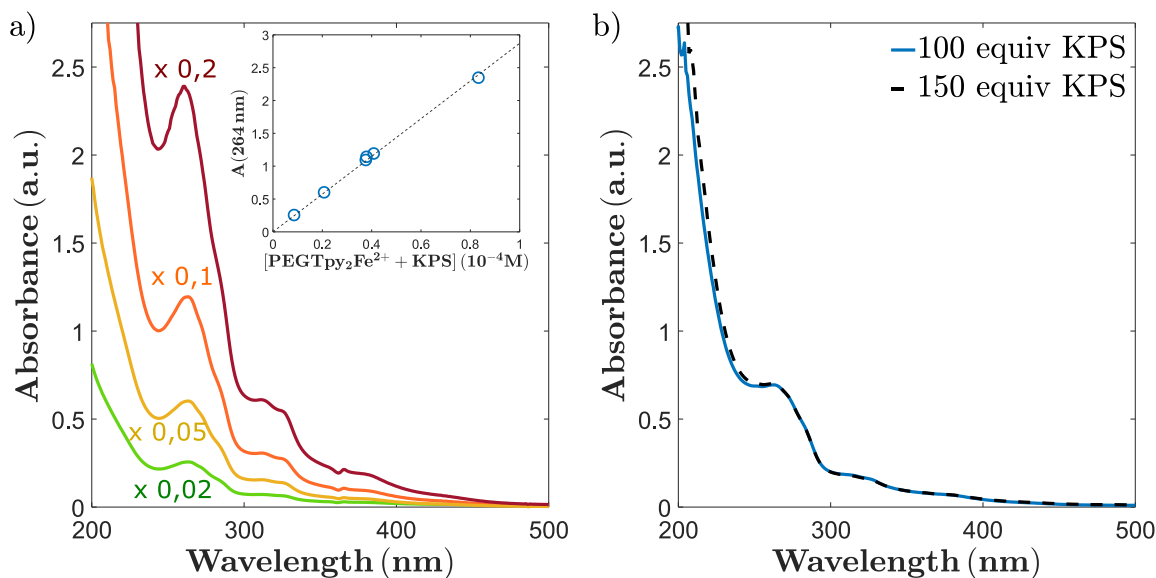 a)
Absorbance (a.u.)
2.5
2
1.5
1
0.5
0
200
300
400
500
Wavelength (nm)
x 0,2
x 0,1
x 0,05
x 0,02
A (264 nm)
3
2.5
2
1.5
1
0.5
0
0
0.2
0.4
0.6
0.8
1
[PEGTpy₂Fe²⁺ + KPS] (10⁻⁴M)
b)
Absorbance (a.u.)
2.5
2
1.5
1
0.5
0
200
300
400
500
Wavelength (nm)
100 equiv KPS
150 equiv KPS